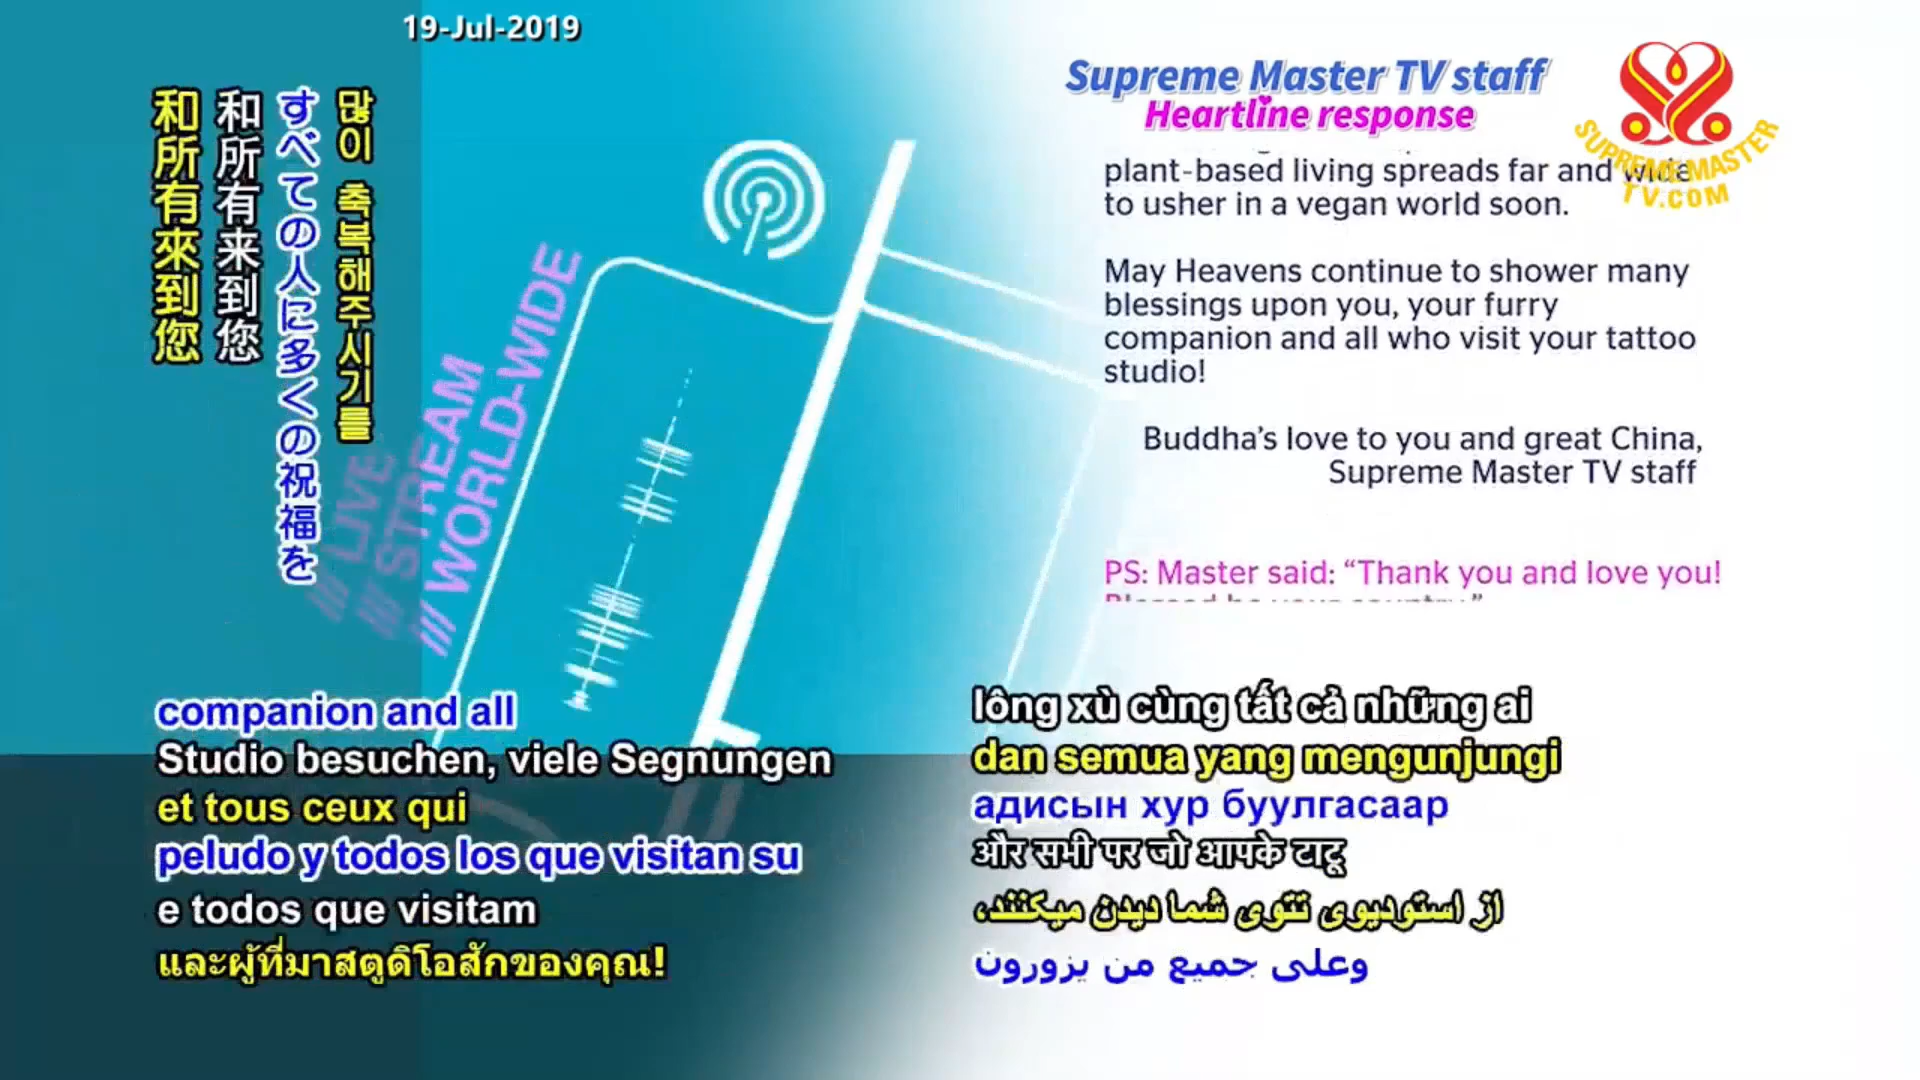 19-Jul-2019
Supreme Master TV staff
Heartline response
SUPREME MASTER
TV.COM
plant-based living spreads far and wide
to usher in a vegan world soon.
May Heavens continue to shower many
blessings upon you, your furry
companion and all who visit your tattoo
studio!
Buddha's love to you and great China,
Supreme Master TV staff
PS: Master said: “Thank you and love you!
많이 축복해주시기를
すべての人に多くの祝福を
和所有来到您
和所有來到您
/// LIVE
/// STREAM
/// WORLD-WIDE
companion and all
Studio besuchen, viele Segnungen
et tous ceux qui
peludo y todos los que visitan su
e todos que visitam
และผู้ที่มาสตูดิโอสักของคุณ!
lông xù cùng tất cả những ai
dan semua yang mengunjungi
адисын хур буулгасаар
और सभी पर जो आपके टाटू
از استودیوی تتوی شما دیدن میکنند،
وعلى جميع من يزورون